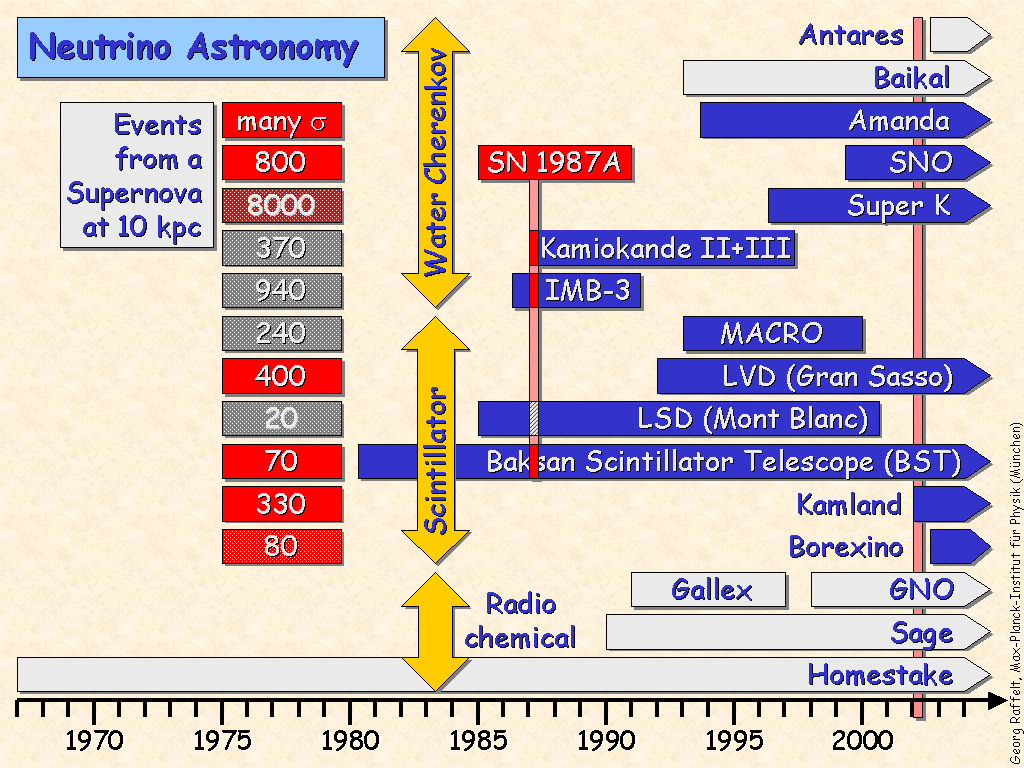 Neutrino Astronomy
Events
from a
Supernova
at 10 kpc
many σ
800
8000
370
940
240
400
20
70
330
80
Water Cherenkov
Scintillator
Radio
chemical
SN 1987A
Antares
Baikal
Amanda
SNO
Super K
Kamiokande II+III
IMB-3
MACRO
LVD (Gran Sasso)
LSD (Mont Blanc)
Baksan Scintillator Telescope (BST)
Kamland
Borexino
Gallex
GNO
Sage
Homestake
1970
1975
1980
1985
1990
1995
2000
Georg Raffelt, Max-Planck-Institut für Physik (München)